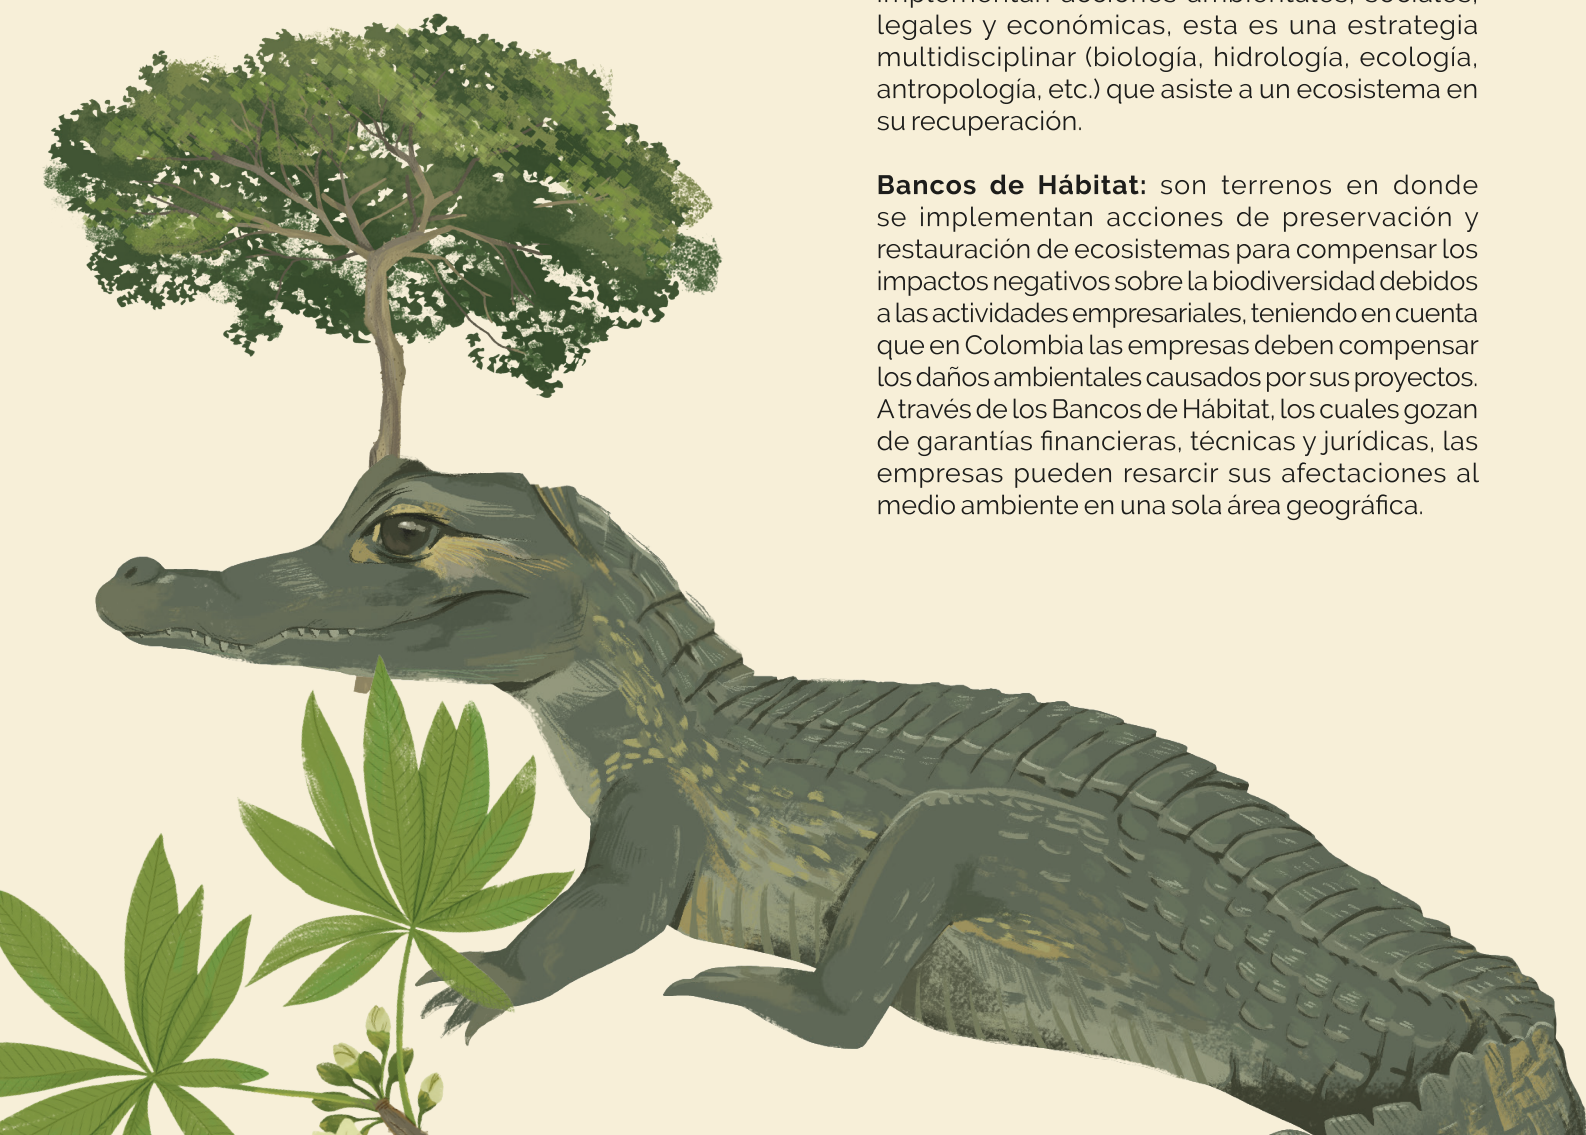 implementan acciones ambientales, sociales,
legales y económicas, esta es una estrategia
multidisciplinar (biología, hidrología, ecología,
antropología, etc.) que asiste a un ecosistema en
su recuperación.
Bancos de Hábitat: son terrenos en donde
se implementan acciones de preservación y
restauración de ecosistemas para compensar los
impactos negativos sobre la biodiversidad debidos
a las actividades empresariales, teniendo en cuenta
que en Colombia las empresas deben compensar
los daños ambientales causados por sus proyectos.
A través de los Bancos de Hábitat, los cuales gozan
de garantías financieras, técnicas y jurídicas, las
empresas pueden resarcir sus afectaciones al
medio ambiente en una sola área geográfica.